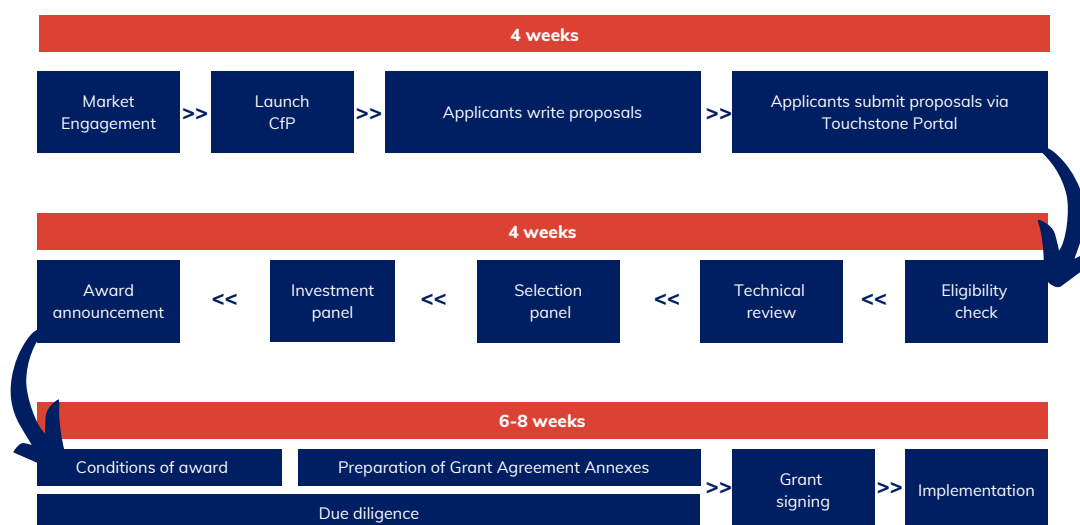 4 weeks
Market
Engagement
>>
Launch
CfP
>>
Applicants write proposals
>>
Applicants submit proposals via
Touchstone Portal
4 weeks
Award
announcement
<<
Investment
panel
<<
Selection
panel
<<
Technical
review
<<
Eligibility
check
6-8 weeks
Conditions of award
Preparation of Grant Agreement Annexes
Due diligence
>>
Grant
signing
>>
Implementation